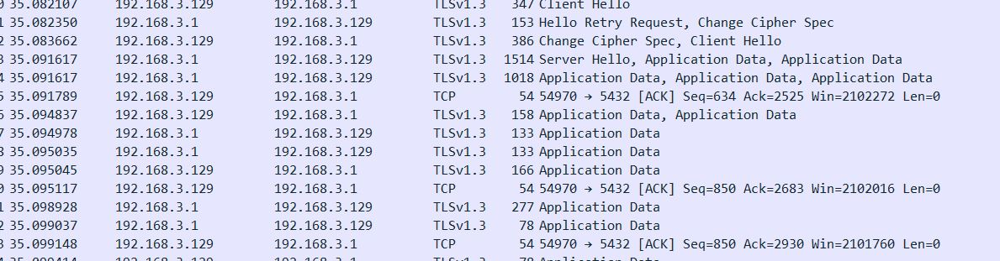 35.082107 192.168.3.129 192.168.3.1 TLSv1.3 347 Client Hello
1 35.082350 192.168.3.1 192.168.3.129 TLSv1.3 153 Hello Retry Request, Change Cipher Spec
2 35.083662 192.168.3.129 192.168.3.1 TLSv1.3 386 Change Cipher Spec, Client Hello
3 35.091617 192.168.3.1 192.168.3.129 TLSv1.3 1514 Server Hello, Application Data, Application Data
4 35.091617 192.168.3.1 192.168.3.129 TLSv1.3 1018 Application Data, Application Data, Application Data
5 35.091789 192.168.3.129 192.168.3.1 TCP 54 54970 → 5432 [ACK] Seq=634 Ack=2525 Win=2102272 Len=0
6 35.094837 192.168.3.129 192.168.3.1 TLSv1.3 158 Application Data, Application Data
7 35.094978 192.168.3.1 192.168.3.129 TLSv1.3 133 Application Data
8 35.095035 192.168.3.1 192.168.3.129 TLSv1.3 133 Application Data
9 35.095045 192.168.3.129 192.168.3.1 TLSv1.3 166 Application Data
0 35.095117 192.168.3.129 192.168.3.1 TCP 54 54970 → 5432 [ACK] Seq=850 Ack=2683 Win=2102016 Len=0
1 35.098928 192.168.3.1 192.168.3.129 TLSv1.3 277 Application Data
2 35.099037 192.168.3.1 192.168.3.129 TLSv1.3 78 Application Data
3 35.099148 192.168.3.129 192.168.3.1 TCP 54 54970 → 5432 [ACK] Seq=850 Ack=2930 Win=2101760 Len=0